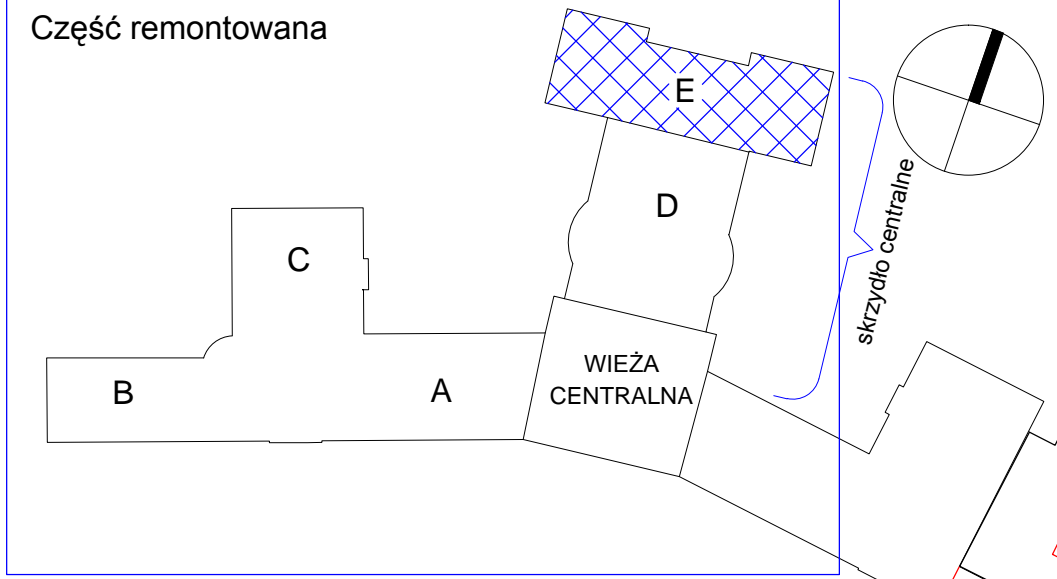 Część remontowana
E
D
skrzydło centralne
C
WIEŻA
CENTRALNA
B
A